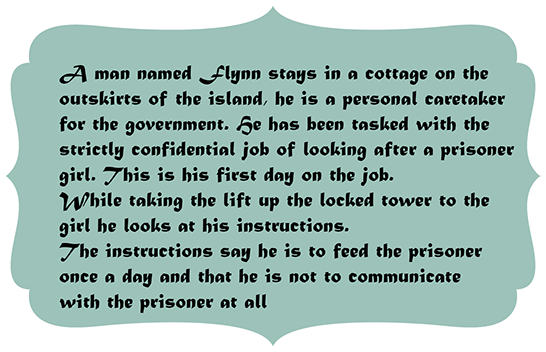 A man named Flynn stays in a cottage on the
outskirts of the island, he is a personal caretaker
for the government. He has been tasked with the
strictly confidential job of looking after a prisoner
girl. This is his first day on the job.
While taking the lift up the locked tower to the
girl he looks at his instructions.
The instructions say he is to feed the prisoner
once a day and that he is not to communicate
with the prisoner at all